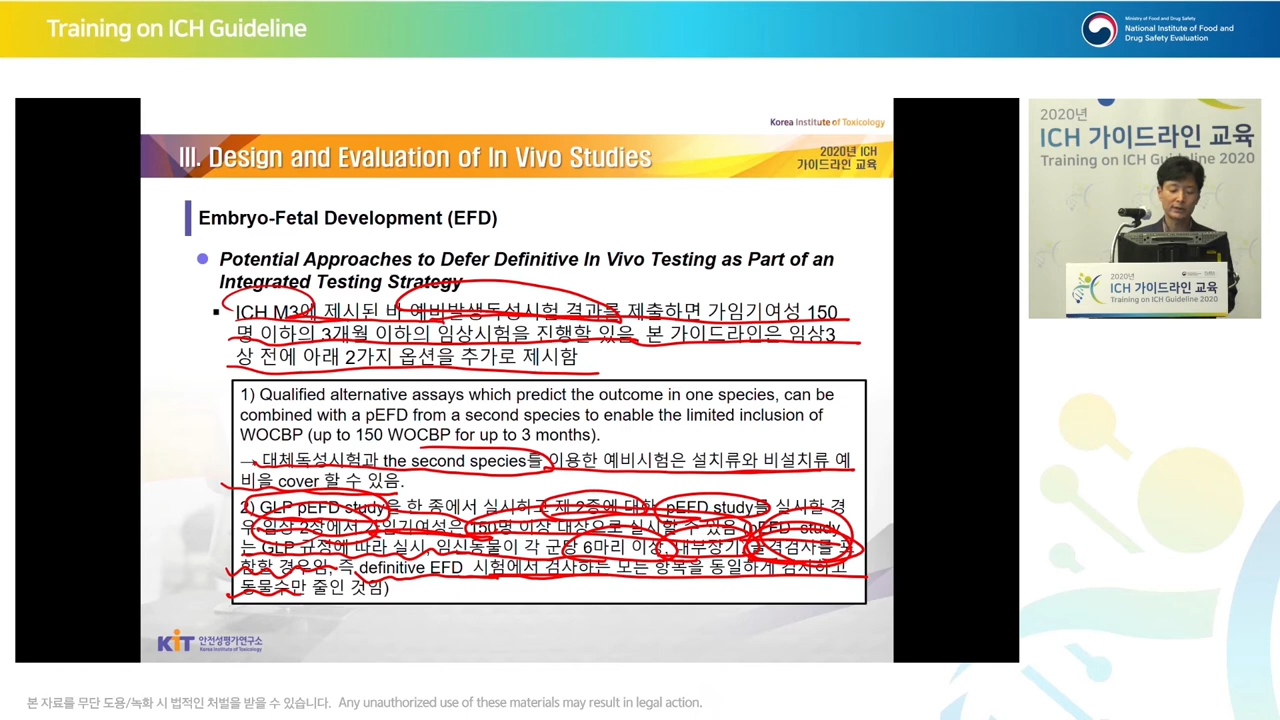 Training on ICH Guideline
Ministry of Food and Drug Safety
National Institute of Food and
Drug Safety Evaluation
Korea Institute of Toxicology
III. Design and Evaluation of In Vivo Studies
2020년 ICH
가이드라인 교육
Embryo-Fetal Development (EFD)
Potential Approaches to Defer Definitive In Vivo Testing as Part of an
Integrated Testing Strategy
ICH M3에 제시된 바 예비발생독성시험 결과를 제출하면 가임기여성 150
명 이하의 3개월 이하의 임상시험을 진행할 있음. 본 가이드라인은 임상3
상 전에 아래 2가지 옵션을 추가로 제시함
1) Qualified alternative assays which predict the outcome in one species, can be
combined with a pEFD from a second species to enable the limited inclusion of
WOCBP (up to 150 WOCBP for up to 3 months).
→ 대체독성시험과 the second species를 이용한 예비시험은 설치류와 비설치류 예
비을 cover 할 수 있음.
2) GLP pEFD study을 한 종에서 실시하고 제 2종에 대한 pEFD study를 실시할 경
우 임상 2상에서 가임기여성은 150명 이상 대상으로 실시할 수 있음 (pEFD study
는 GLP 규정에 따라 실시, 임신동물이 각 군당 6마리 이상, 내부장기, 골격검사를 포
함할 경우임, 즉 definitive EFD 시험에서 검사하는 모든 항목을 동일하게 검사하고
동물수만 줄인 것임)
KIT 안전성평가연구소
Korea Institute of Toxicology
2020년
ICH 가이드라인 교육
Training on ICH Guideline 2020
2020년
ICH 가이드라인 교육
Training on ICH Guideline 2020
본 자료를 무단 도용/녹화 시 법적인 처벌을 받을 수 있습니다. Any unauthorized use of these materials may result in legal action.